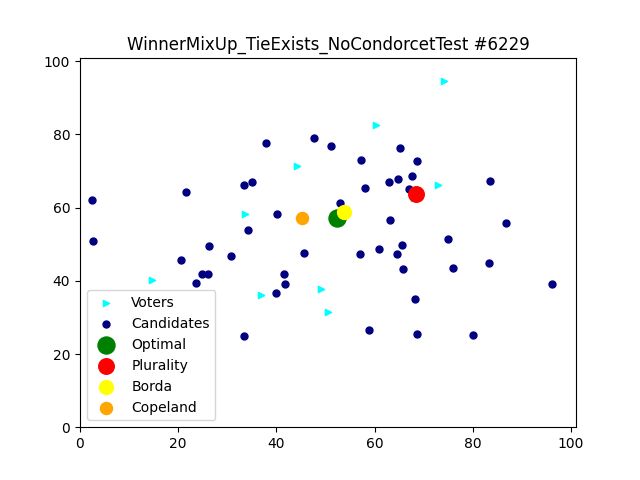 WinnerMixUp_TieExists_NoCondorcetTest #6229
100
80
60
40
20
0
Voters
Candidates
Optimal
Plurality
Borda
Copeland
0 20 40 60 80 100